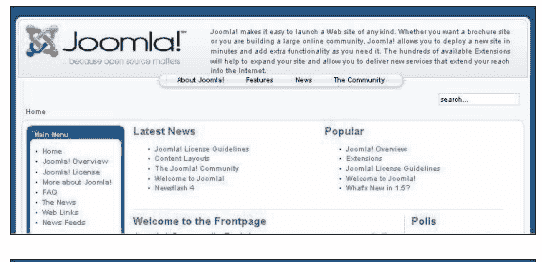 Joomla!™
because open source matters
Joomla! makes it easy to launch a Web site of any kind. Whether you want a brochure site
or you are building a large online community, Joomla! allows you to deploy a new site in
minutes and add extra functionality as you need it. The hundreds of available Extensions
will help to expand your site and allow you to deliver new services that extend your reach
into the Internet.
About Joomla! Features News The Community
search...
Home
Main Menu
Home
Joomla! Overview
Joomla! License
More about Joomla!
FAQ
The News
Web Links
News Feeds
Latest News
Joomla! License Guidelines
Content Layouts
The Joomla! Community
Welcome to Joomla!
Newsflash 4
Popular
Joomla! Overview
Extensions
Joomla! License Guidelines
Welcome to Joomla!
What's New in 1.5?
Welcome to the Frontpage
Polls